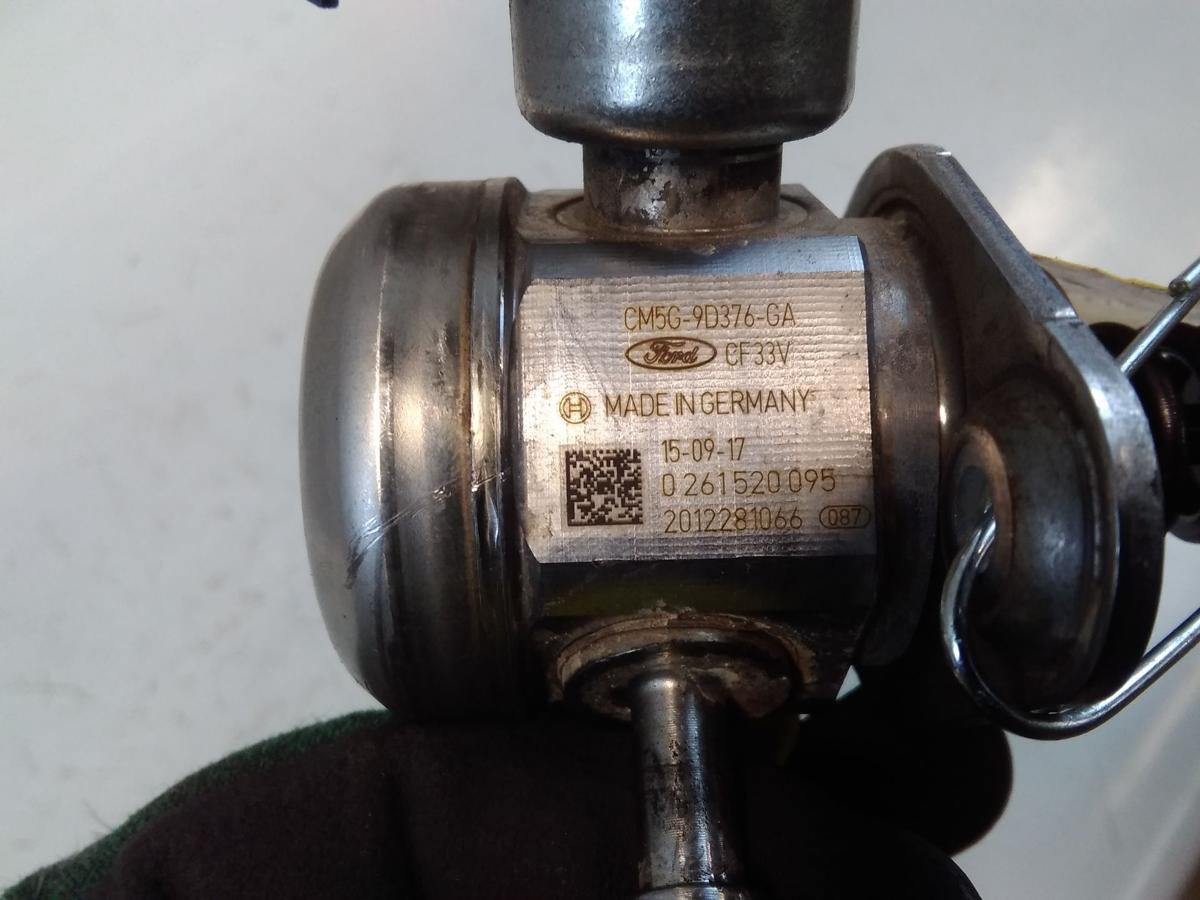 CM5G-9D376-GA
Ford CF33V
MADE IN GERMANY
15-09-17
0 261 520 095
2012281066 087